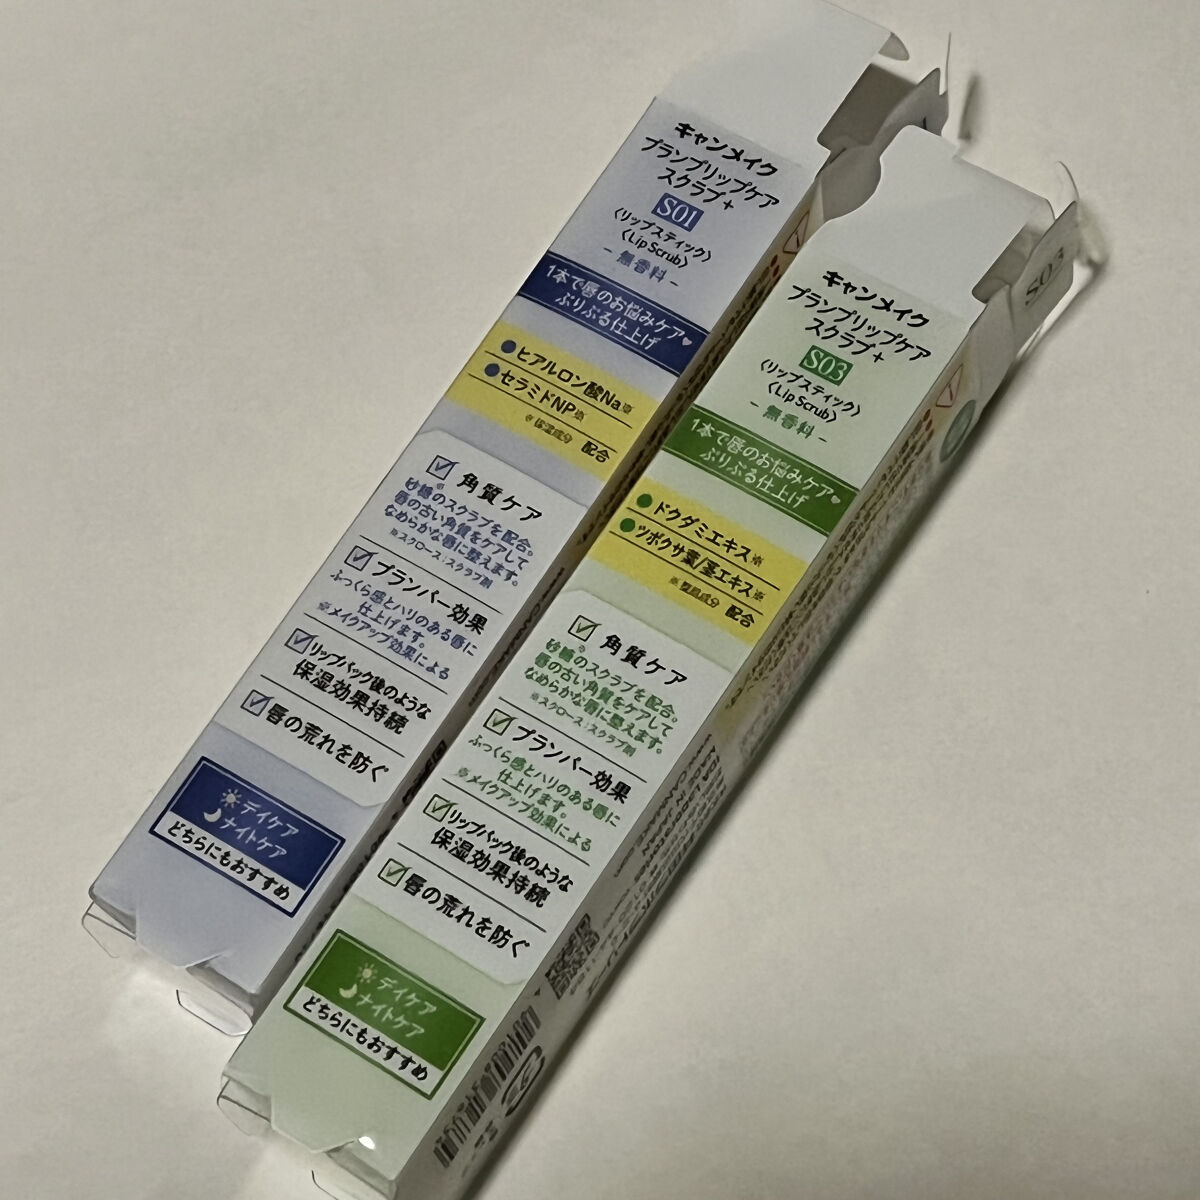 キャンメイク
プランプリップケア
スクラブ+
S01
〈リップスティック〉
〈Lip Scrub〉
- 無香料 -
1本で唇のお悩みケア♥
ぷりぷる仕上げ
●ヒアルロン酸Na※
●セラミドNP※
配合
☑ 角質ケア
砂糖※のスクラブを配合。
唇の古い角質をケアして
なめらかな唇に整えます。
※スクロース:スクラブ剤
☑ プランパー効果
ふっくら感とハリのある唇に
仕上げます。
※メイクアップ効果による
☑ リップパック後のような
保湿効果持続
☑ 唇の荒れを防ぐ
デイケア
ナイトケア
どちらにもおすすめ
キャンメイク
プランプリップケア
スクラブ+
S03
〈リップスティック〉
〈Lip Scrub〉
- 無香料 -
1本で唇のお悩みケア♥
ぷりぷる仕上げ
●ドクダミエキス※
●ツボクサ葉/茎エキス※
配合
☑ 角質ケア
砂糖※のスクラブを配合。
唇の古い角質をケアして
なめらかな唇に整えます。
※スクロース:スクラブ剤
☑ プランパー効果
ふっくら感とハリのある唇に
仕上げます。
※メイクアップ効果による
☑ リップパック後のような
保湿効果持続
☑ 唇の荒れを防ぐ
デイケア
ナイトケア
どちらにもおすすめ
S03